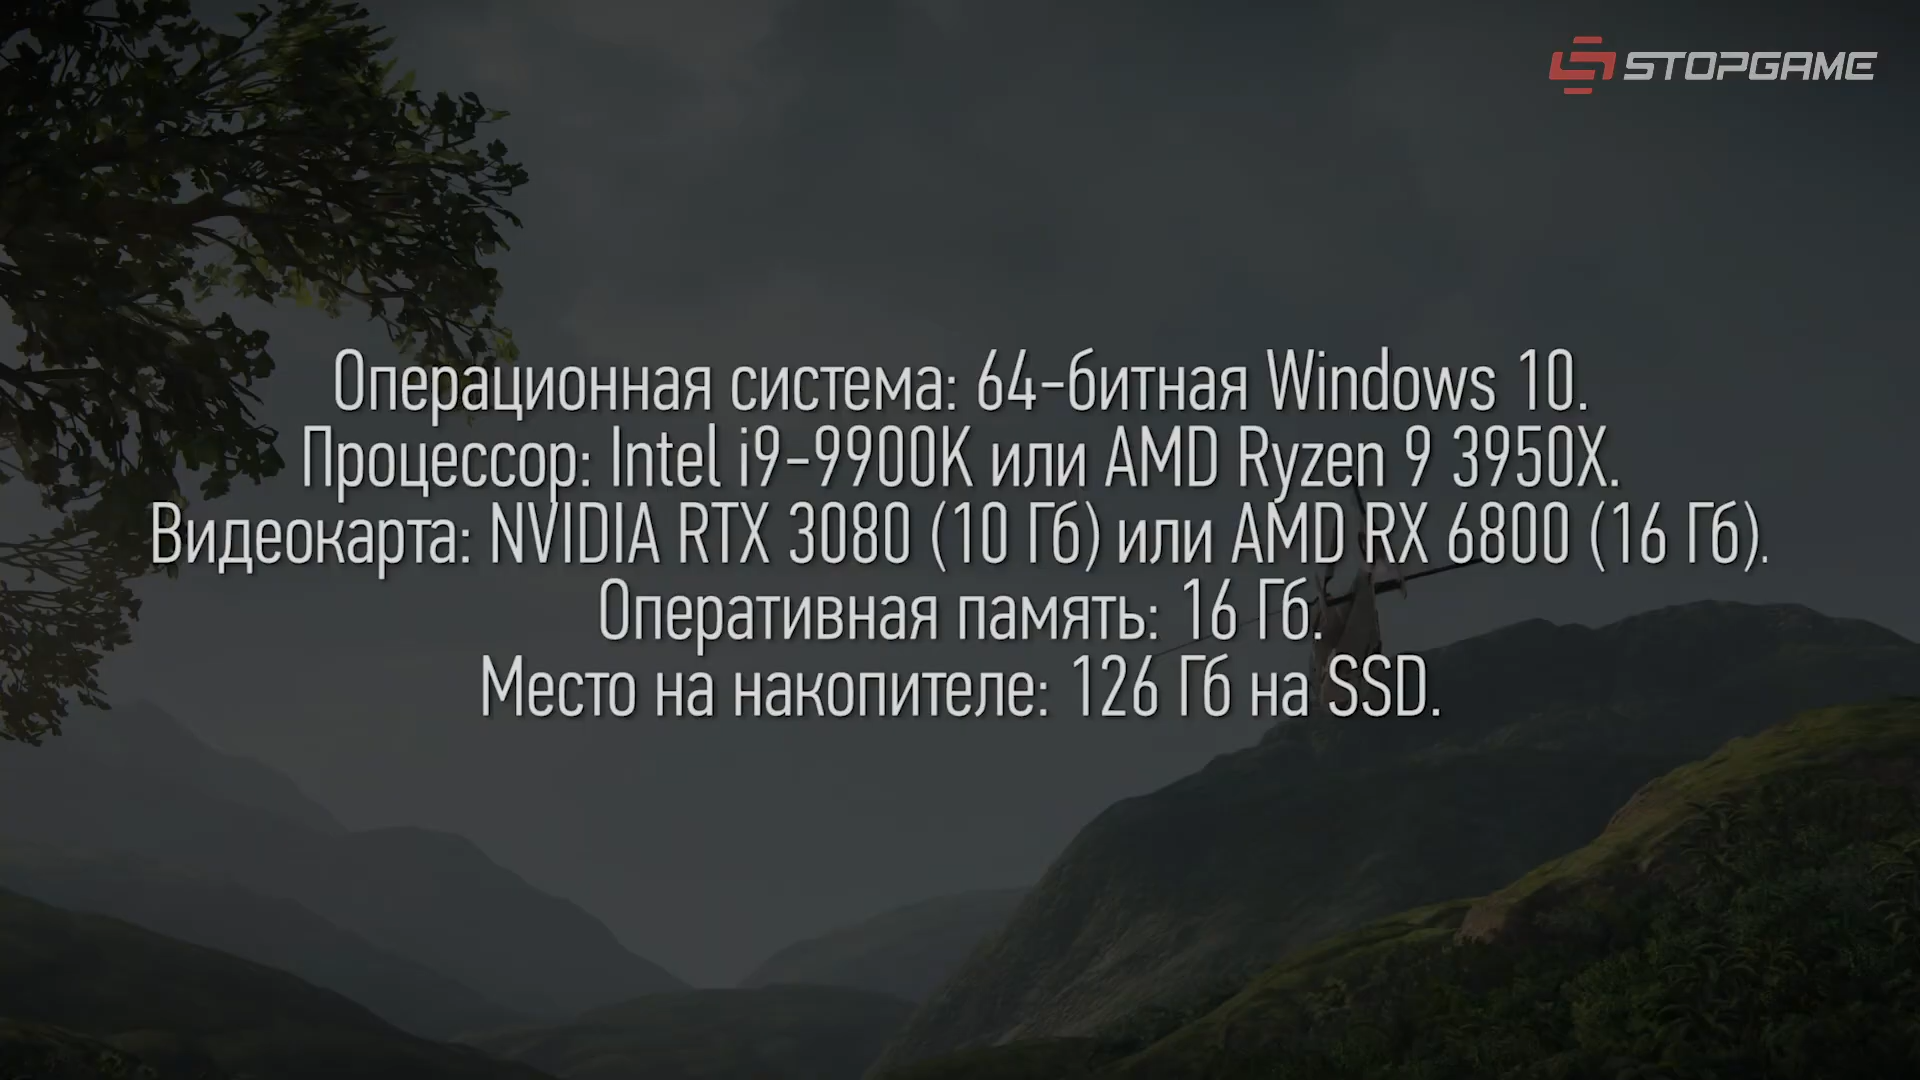 STOPGAME
Операционная система: 64-битная Windows 10.
Процессор: Intel i9-9900K или AMD Ryzen 9 3950X.
Видеокарта: NVIDIA RTX 3080 (10 Гб) или AMD RX 6800 (16 Гб).
Оперативная память: 16 Гб.
Место на накопителе: 126 Гб на SSD.